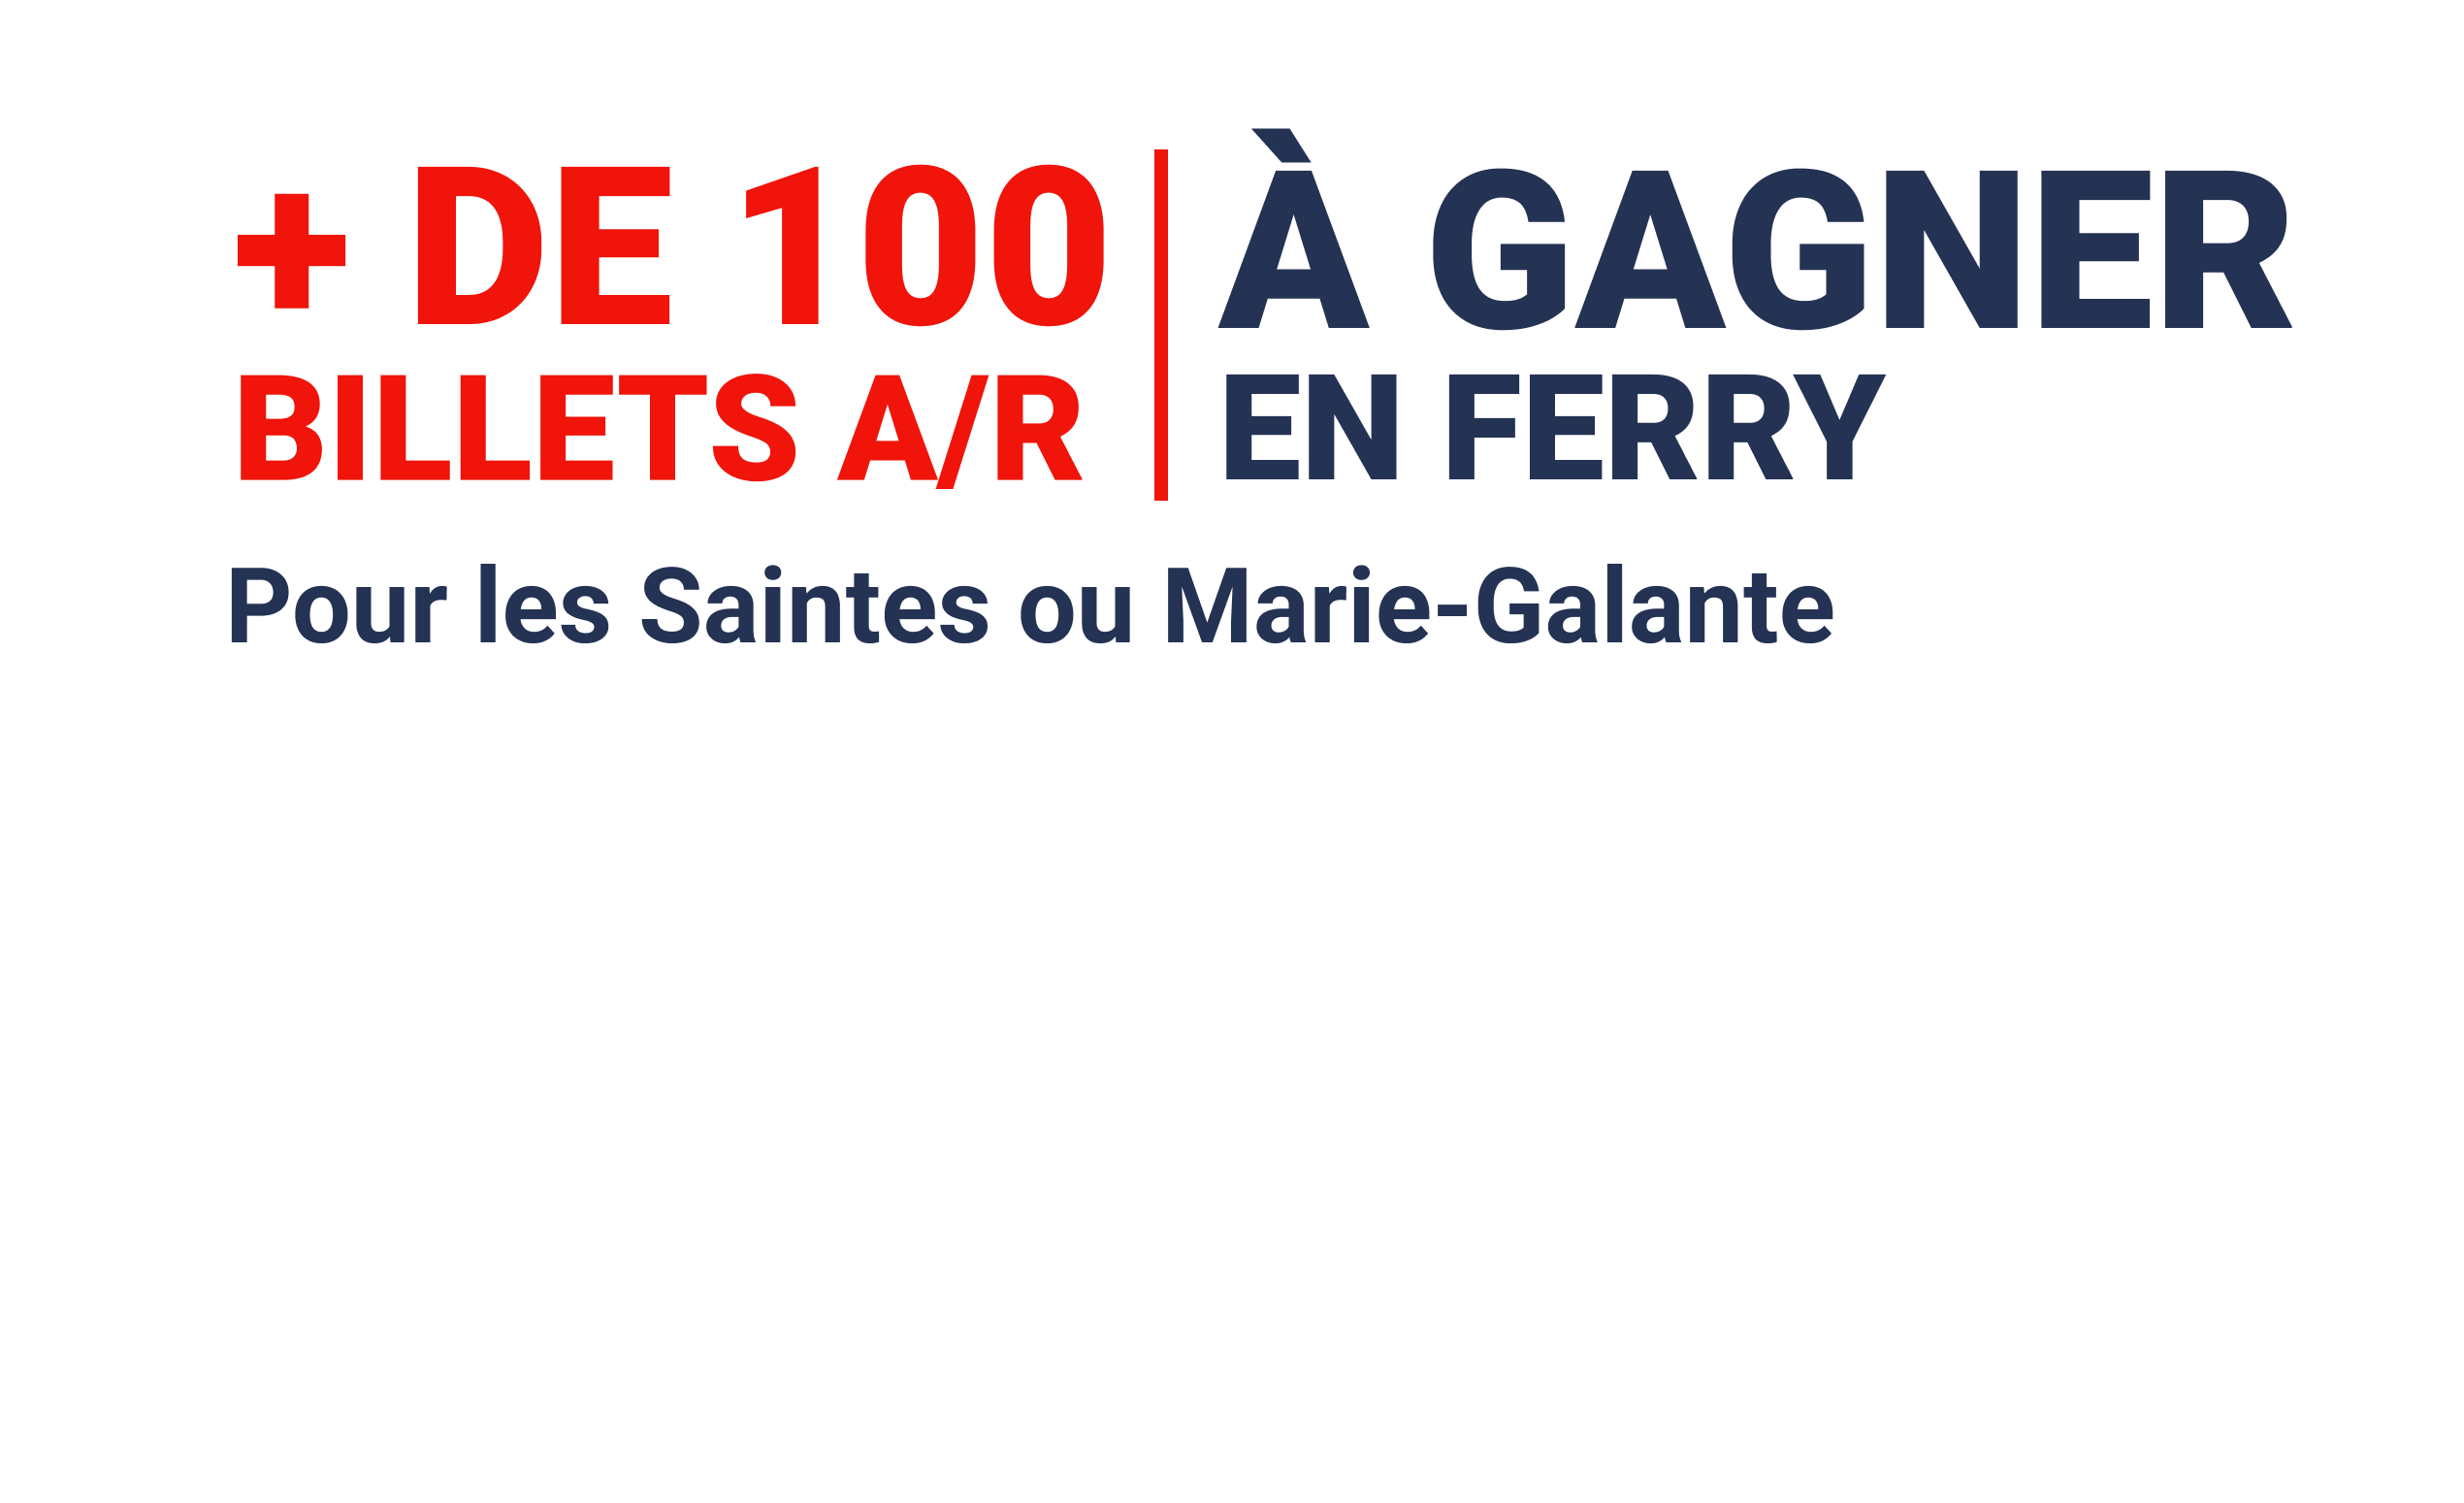 + DE 100
BILLETS A/R
À GAGNER
EN FERRY
Pour les Saintes ou Marie-Galante